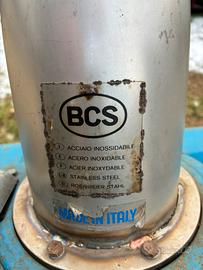 BCS
I ACCIAIO INOSSIDABILE
E ACERO INOXIDABLE
F ACIER INOXYDABLE
STAINLESS STEEL
ROSTFREIER STAHL
MADE IN ITALY